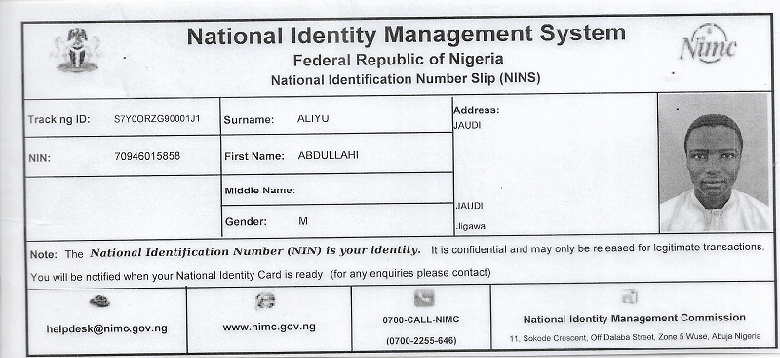 National Identity Management System
Federal Republic of Nigeria
National Identification Number Slip (NINS)
Nimc
Tracking ID: S7Y0ORZG90001J1
Surname: ALIYU
Address:
JAUDI
NIN: 70946015858
First Name: ABDULLAHI
Middle Name:
JAUDI
Gender: M
Jigawa
Note: The National Identification Number (NIN) is your identity. It is confidential and may only be released for legitimate transactions.
You will be notified when your National Identity Card is ready (for any enquiries please contact)
helpdesk@nimc.gov.ng
www.nimc.gov.ng
0700-CALL-NIMC
(0700-2255-646)
National Identity Management Commission
11, Sokode Crescent, Off Dalaba Street, Zone 5 Wuse, Abuja Nigeria